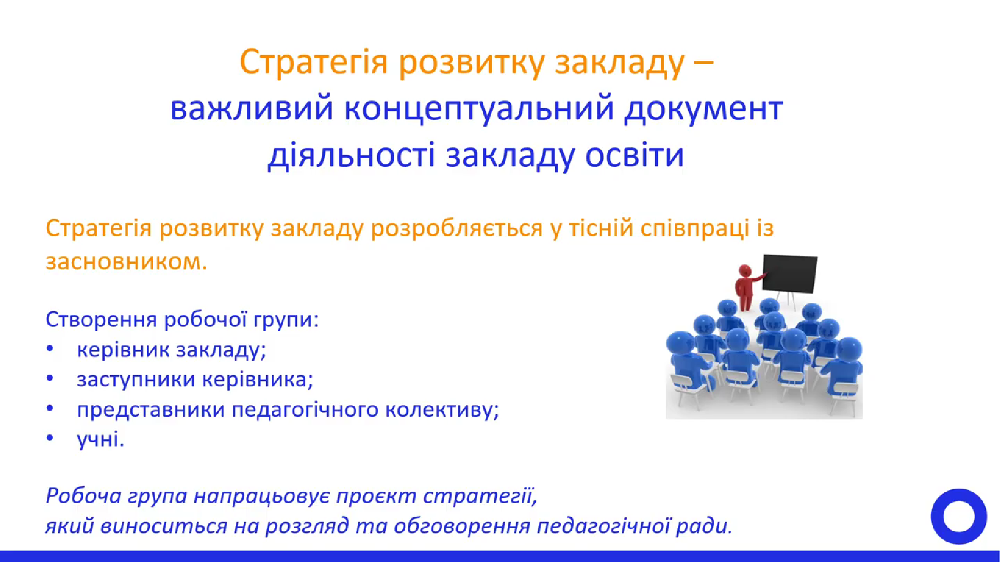 Стратегія розвитку закладу –
важливий концептуальний документ
діяльності закладу освіти
Стратегія розвитку закладу розробляється у тісній співпраці із
засновником.
Створення робочої групи:
• керівник закладу;
• заступники керівника;
• представники педагогічного колективу;
• учні.
Робоча група напрацьовує проєкт стратегії,
який виноситься на розгляд та обговорення педагогічної ради.